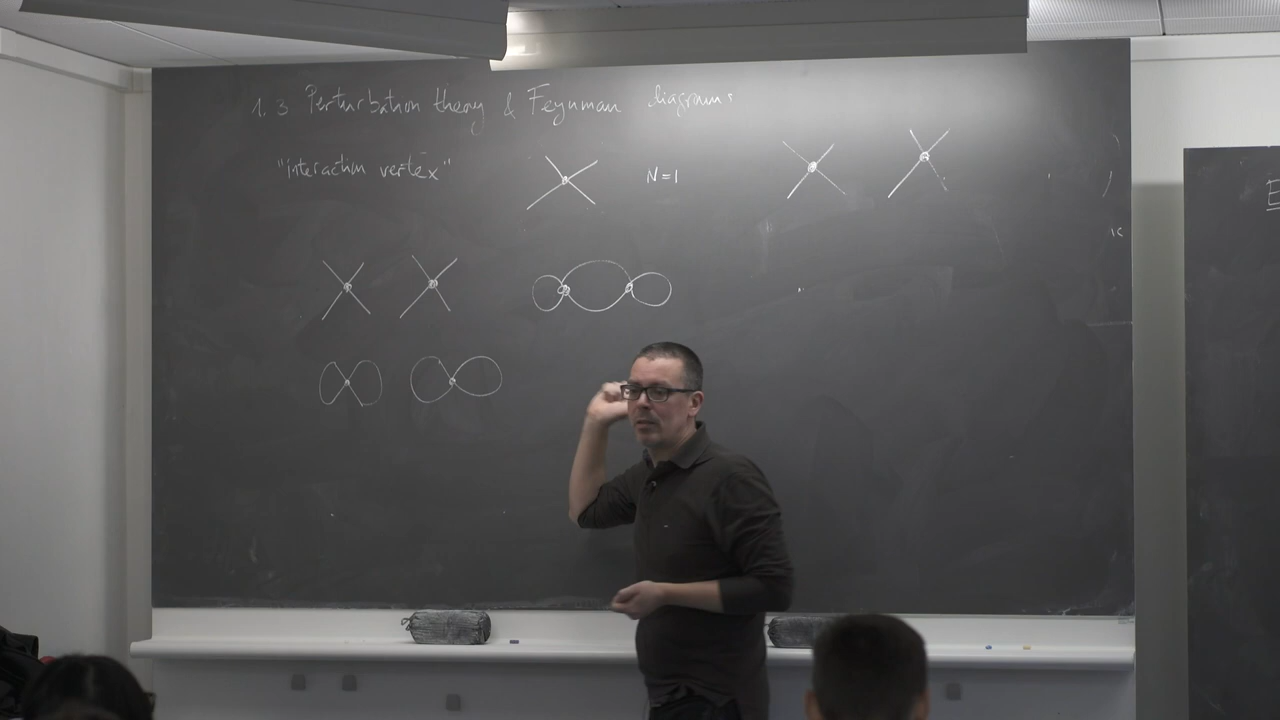 1.3 Perturbation theory & Feynman diagrams
"interaction vertex" N=1
E